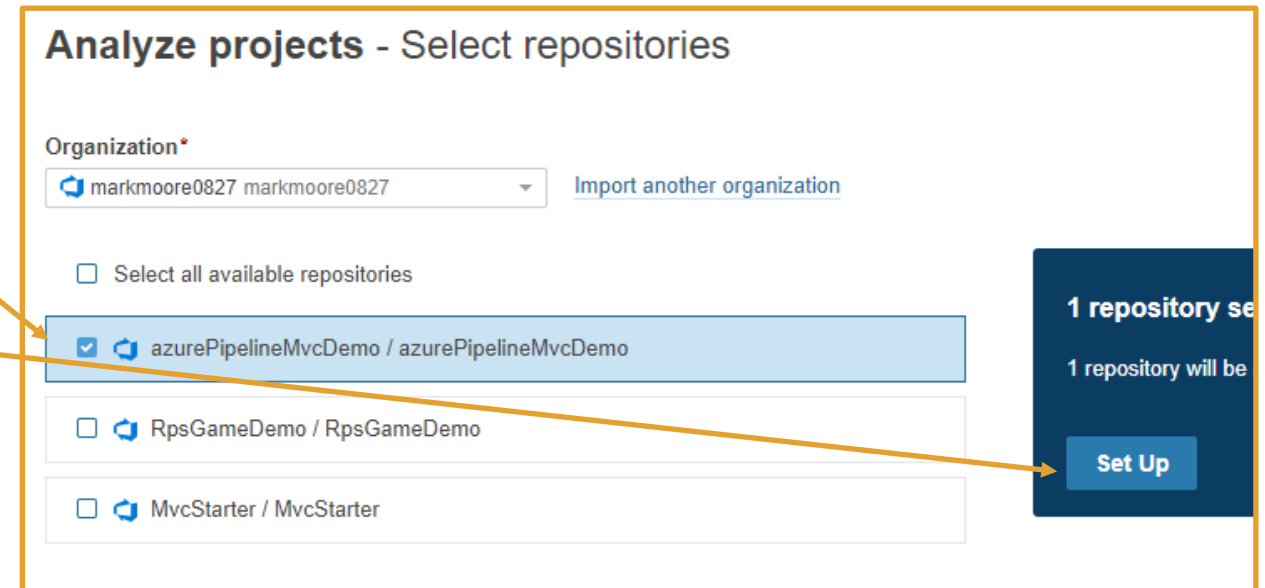 Analyze projects - Select repositories
Organization*
markmoore0827 markmoore0827
Import another organization
Select all available repositories
azurePipelineMvcDemo / azurePipelineMvcDemo
RpsGameDemo / RpsGameDemo
MvcStarter / MvcStarter
1 repository se
1 repository will be
Set Up